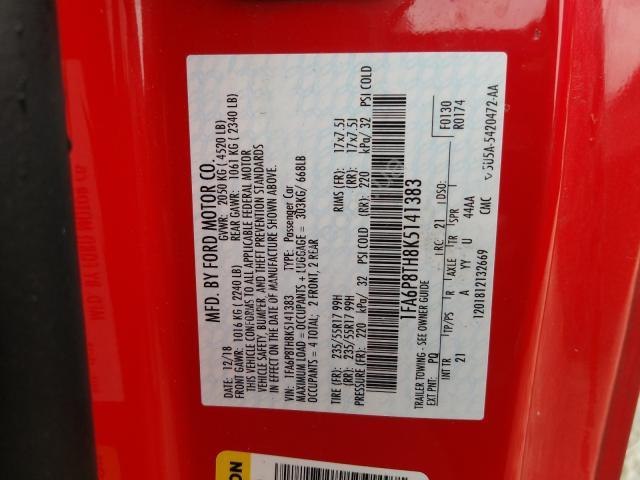 MFD. BY FORD MOTOR CO.
DATE: 12/18 GVWR: 2050 KG ( 4520 LB)
FRONT GAWR: 1016 KG ( 2240 LB) REAR GAWR: 1061 KG ( 2340 LB)
THIS VEHICLE CONFORMS TO ALL APPLICABLE FEDERAL MOTOR
VEHICLE SAFETY, BUMPER, AND THEFT PREVENTION STANDARDS
IN EFFECT ON THE DATE OF MANUFACTURE SHOWN ABOVE.
VIN: 1FA6P8TH8K5141383 TYPE: Passenger Car
MAXIMUM LOAD = OCCUPANTS + LUGGAGE = 303KG/ 668LB
OCCUPANTS = 4 TOTAL; 2 FRONT, 2 REAR
TIRE (FR): 235/55R17 99H RIMS (FR): 17x7.5J
(RR): 235/55R17 99H (RR): 17x7.5J
PRESSURE (FR): 220 kPa/ 32 PSI COLD (RR): 220 kPa/ 32 PSI COLD
1FA6P8TH8K5141383
TRAILER TOWING - SEE OWNER GUIDE
EXT PNT: PQ RC: 21 DSO: F0130
R0174
INT TR TP/PS R AXLE TR SPR
21 A YY U 44AA
1201812132669 CMC 5U5A-5420472-AA
ON